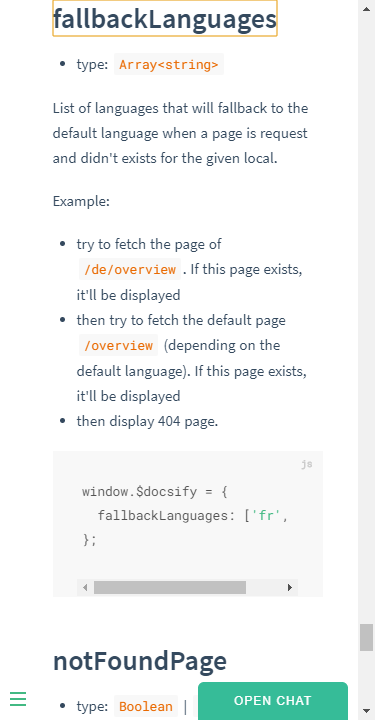 fallbackLanguages
type: Array<string>
List of languages that will fallback to the
default language when a page is request
and didn't exists for the given local.
Example:
try to fetch the page of
/de/overview . If this page exists,
it'll be displayed
then try to fetch the default page
/overview (depending on the
default language). If this page exists,
it'll be displayed
then display 404 page.
js
window.$docsify = {
fallbackLanguages: ['fr',
};
notFoundPage
type: Boolean |
OPEN CHAT